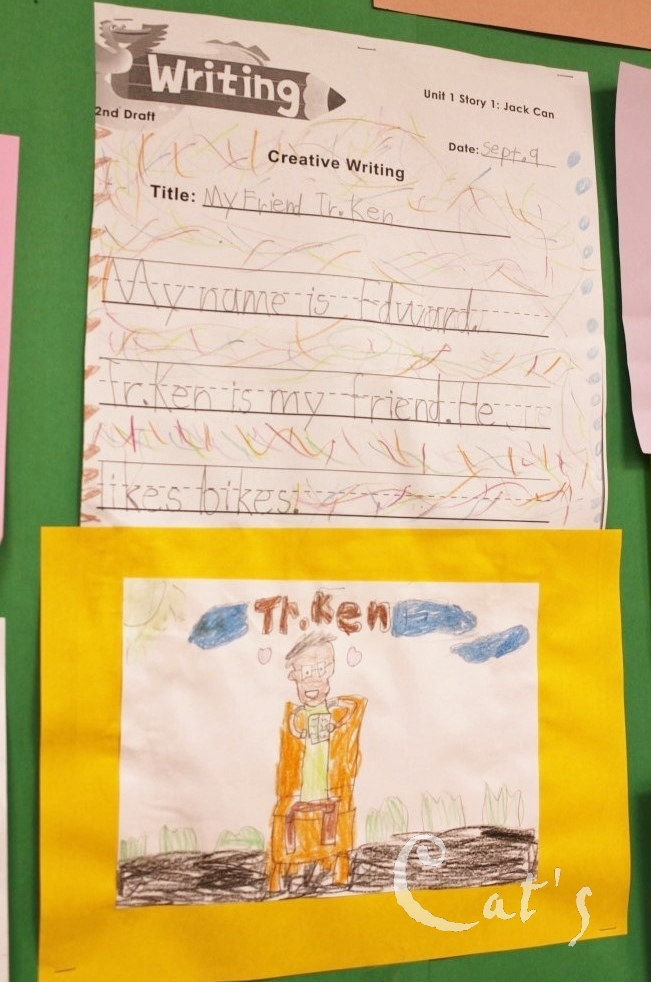 Writing
Unit 1 Story 1: Jack Can
2nd Draft
Date: Sept.9
Creative Writing
Title: My Friend Tr. Ken
My name is Edward.
Tr.Ken is my friend. He
likes bikes.
Tr.Ken
Cat's